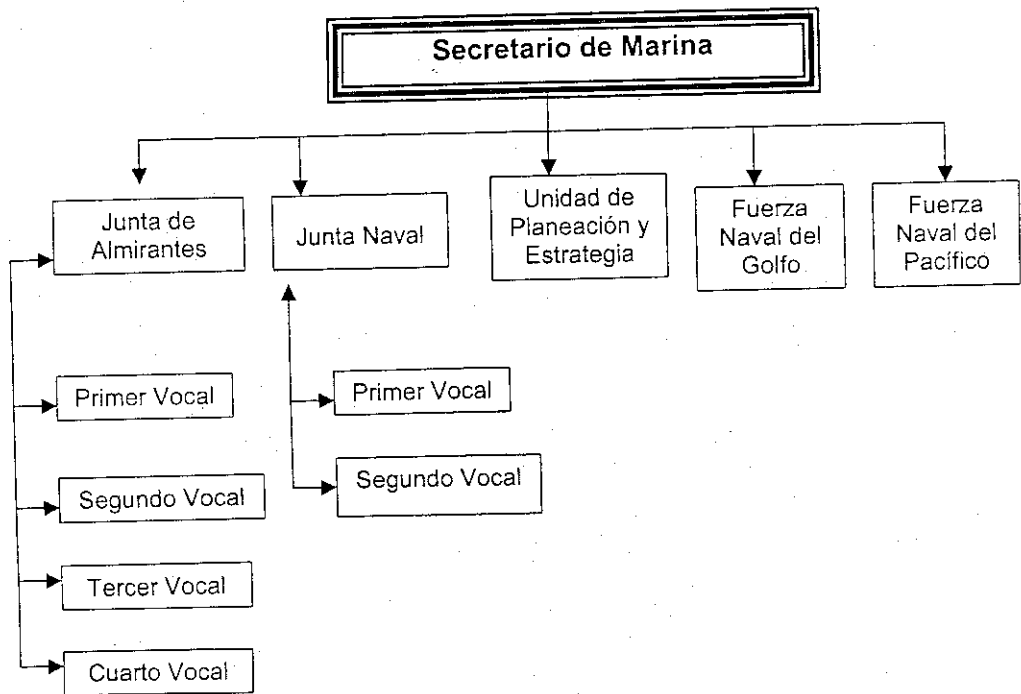 Secretario de Marina
Junta de
Almirantes
Junta Naval
Unidad de
Planeación y
Estrategia
Fuerza
Naval del
Golfo
Fuerza
Naval del
Pacífico
Primer Vocal
Segundo Vocal
Tercer Vocal
Cuarto Vocal
Primer Vocal
Segundo Vocal